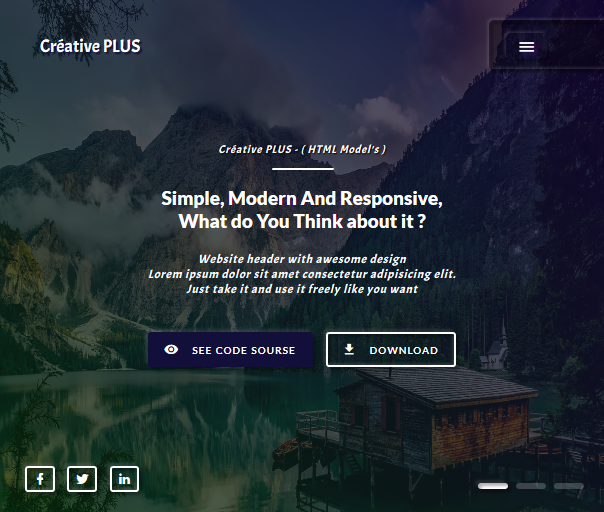 Créative PLUS
Créative PLUS - ( HTML Model's )
Simple, Modern And Responsive,
What do You Think about it ?
Website header with awesome design
Lorem ipsum dolor sit amet consectetur adipisicing elit.
Just take it and use it freely like you want
SEE CODE SOURSE
DOWNLOAD